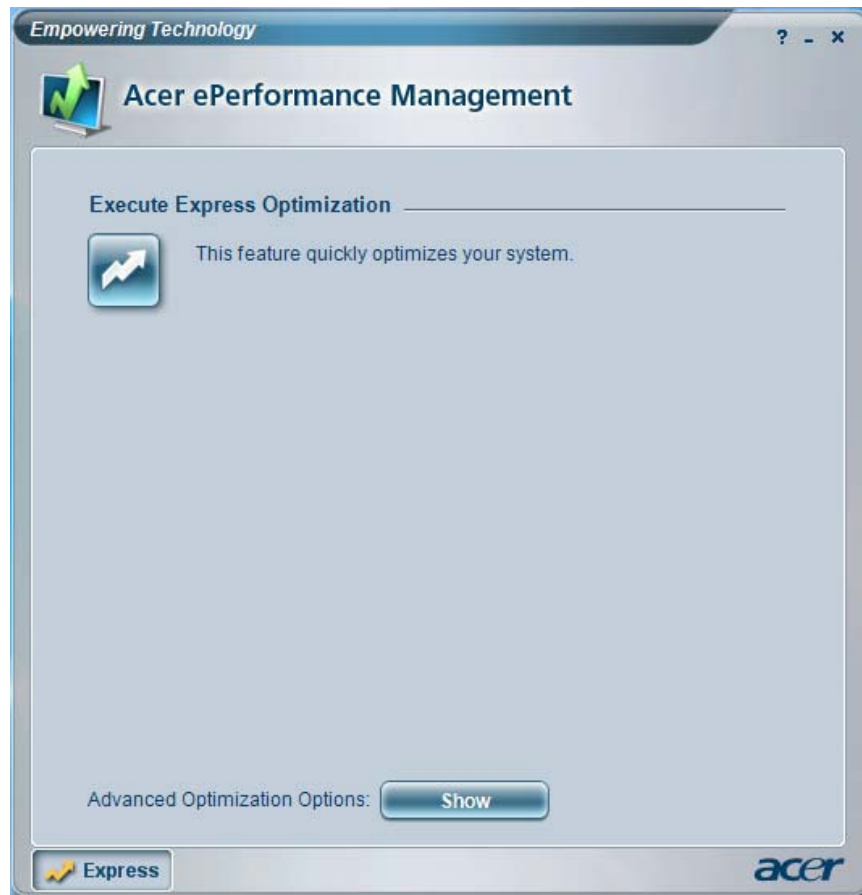 Empowering Technology
? - x
Acer ePerformance Management
Execute Express Optimization
This feature quickly optimizes your system.
Advanced Optimization Options: Show
Express
acer